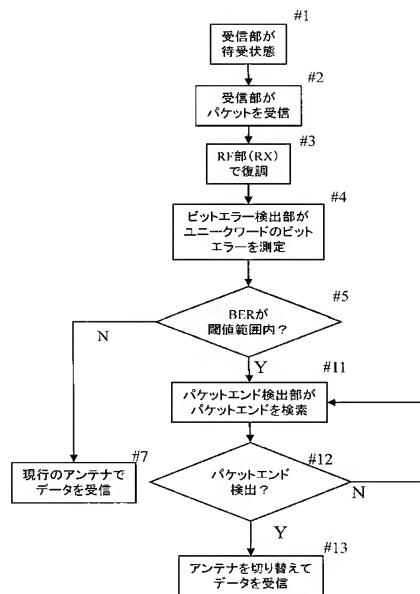 #1
受信部が
待受状態
#2
受信部が
パケットを受信
#3
RF部(RX)
で復調
#4
ビットエラー検出部が
ユニークワードのビット
エラーを測定
#5
BERが
閾値範囲内?
N
Y
#11
パケットエンド検出部が
パケットエンドを検索
#7
現行のアンテナで
データを受信
#12
パケットエンド
検出?
N
Y
#13
アンテナを切り替えて
データを受信